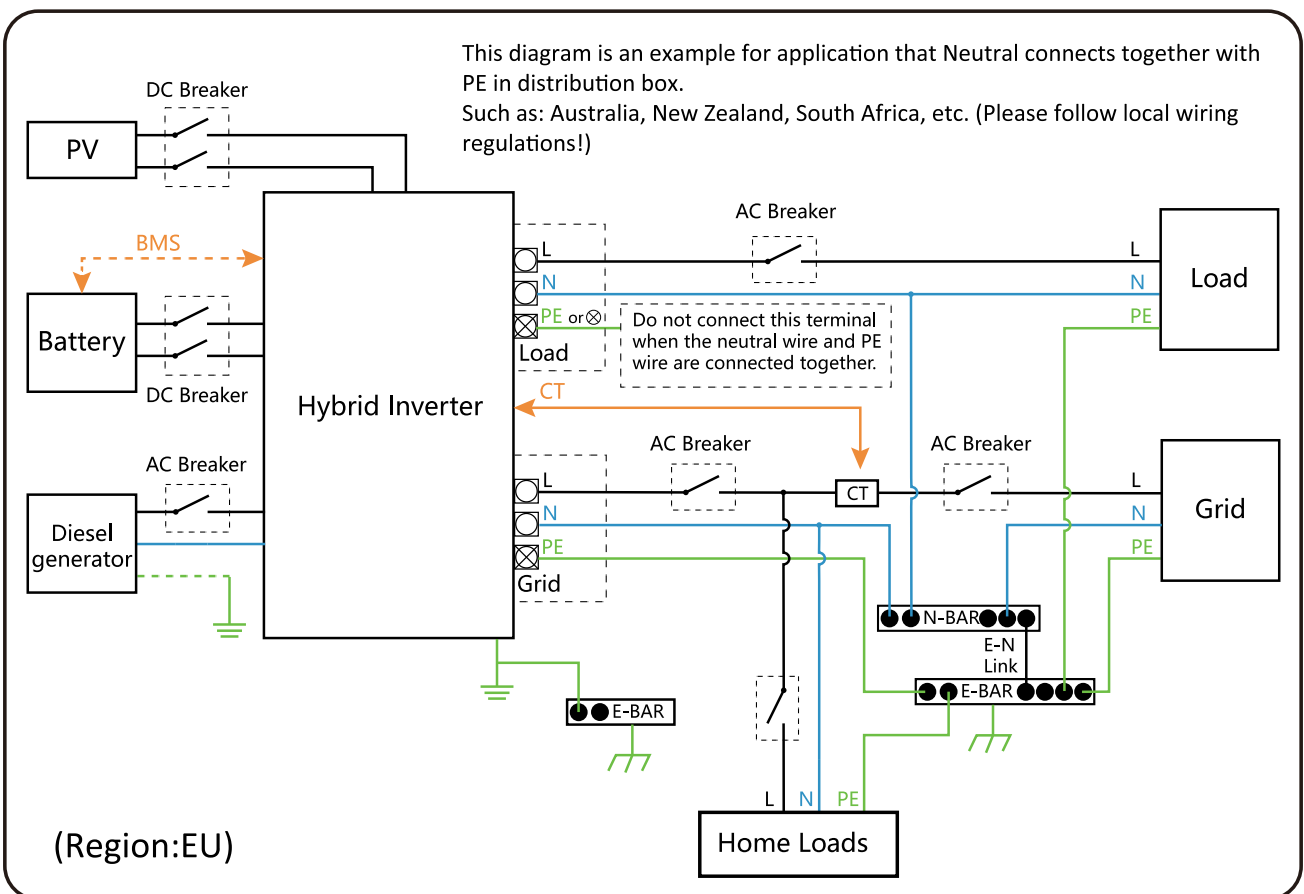 This diagram is an example for application that Neutral connects together with
PE in distribution box.
Such as: Australia, New Zealand, South Africa, etc. (Please follow local wiring
regulations!)
DC Breaker
PV
AC Breaker
BMS
L
L
Load
N
N
PE or⊗
PE
Do not connect this terminal
when the neutral wire and PE
wire are connected together.
Battery
Load
DC Breaker
CT
Hybrid Inverter
AC Breaker
AC Breaker
AC Breaker
L
CT
L
Grid
N
N
Diesel
generator
PE
PE
Grid
N-BAR
E-N
Link
E-BAR
E-BAR
L
N
PE
Home Loads
(Region:EU)